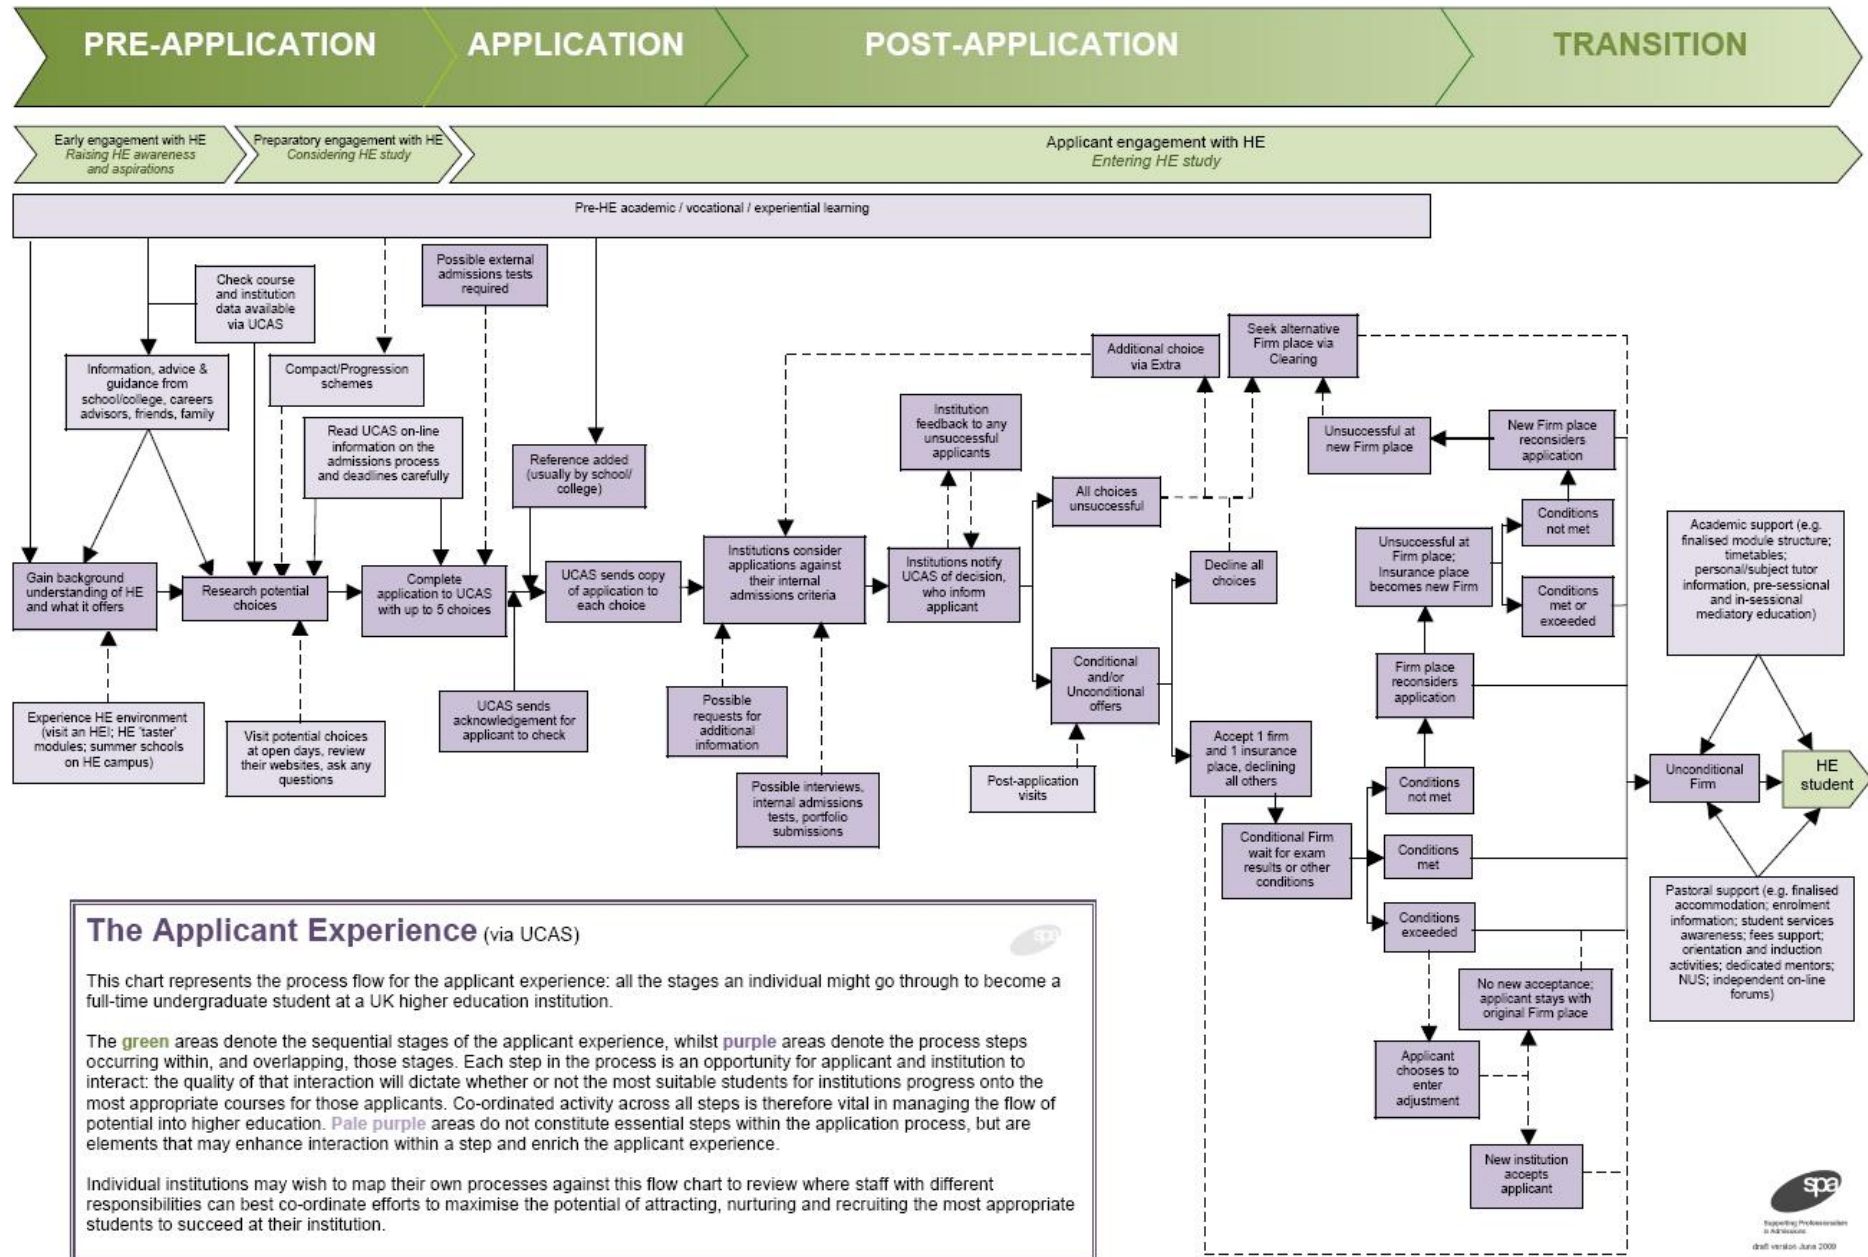 PRE-APPLICATION
APPLICATION
POST-APPLICATION
TRANSITION
Early engagement with HE
Raising HE awareness
and aspirations
Preparatory engagement with HE
Considering HE study
Applicant engagement with HE
Entering HE study
Pre-HE academic / vocational / experiential learning
Check course
and institution
data available
via UCAS
Possible external
admissions tests
required
Information, advice &
guidance from
school/college, careers
advisors, friends, family
Compact/Progression
schemes
Read UCAS on-line
information on the
admissions process
and deadlines carefully
Reference added
(usually by school/
college)
Gain background
understanding of HE
and what it offers
Research potential
choices
Complete
application to UCAS
with up to 5 choices
UCAS sends copy
of application to
each choice
Experience HE environment
(visit an HEI; HE 'taster'
modules; summer schools
on HE campus)
Visit potential choices
at open days, review
their websites, ask any
questions
UCAS sends
acknowledgement for
applicant to check
Institutions consider
applications against
their internal
admissions criteria
Possible
requests for
additional
information
Possible interviews,
internal admissions
tests, portfolio
submissions
Institution
feedback to any
unsuccessful
applicants
Institutions notify
UCAS of decision,
who inform
applicant
Additional choice
via Extra
Seek alternative
Firm place via
Clearing
All choices
unsuccessful
Decline all
choices
Conditional
and/or
Unconditional
offers
Post-application
visits
Accept 1 firm
and 1 insurance
place, declining
all others
Conditional Firm
wait for exam
results or other
conditions
Unsuccessful at
new Firm place
New Firm place
reconsiders
application
Conditions
not met
Unsuccessful at
Firm place;
Insurance place
becomes new Firm
Conditions
met or
exceeded
Firm place
reconsiders
application
Conditions
not met
Conditions
met
Conditions
exceeded
No new acceptance;
applicant stays with
original Firm place
Applicant
chooses to
enter
adjustment
New institution
accepts
applicant
Academic support (e.g.
finalised module structure;
timetables;
personal/subject tutor
information, pre-sessional
and in-sessional
mediatory education)
Unconditional
Firm
HE
student
Pastoral support (e.g. finalised
accommodation; enrolment
information; student services
awareness; fees support;
orientation and induction
activities; dedicated mentors;
NUS; independent on-line
forums)
The Applicant Experience (via UCAS)
spa
This chart represents the process flow for the applicant experience: all the stages an individual might go through to become a
full-time undergraduate student at a UK higher education institution.
The green areas denote the sequential stages of the applicant experience, whilst purple areas denote the process steps
occurring within, and overlapping, those stages. Each step in the process is an opportunity for applicant and institution to
interact: the quality of that interaction will dictate whether or not the most suitable students for institutions progress onto the
most appropriate courses for those applicants. Co-ordinated activity across all steps is therefore vital in managing the flow of
potential into higher education. Pale purple areas do not constitute essential steps within the application process, but are
elements that may enhance interaction within a step and enrich the applicant experience.
Individual institutions may wish to map their own processes against this flow chart to review where staff with different
responsibilities can best co-ordinate efforts to maximise the potential of attracting, nurturing and recruiting the most appropriate
students to succeed at their institution.
spa
Supporting Professionalism
in Admissions
draft version June 2009